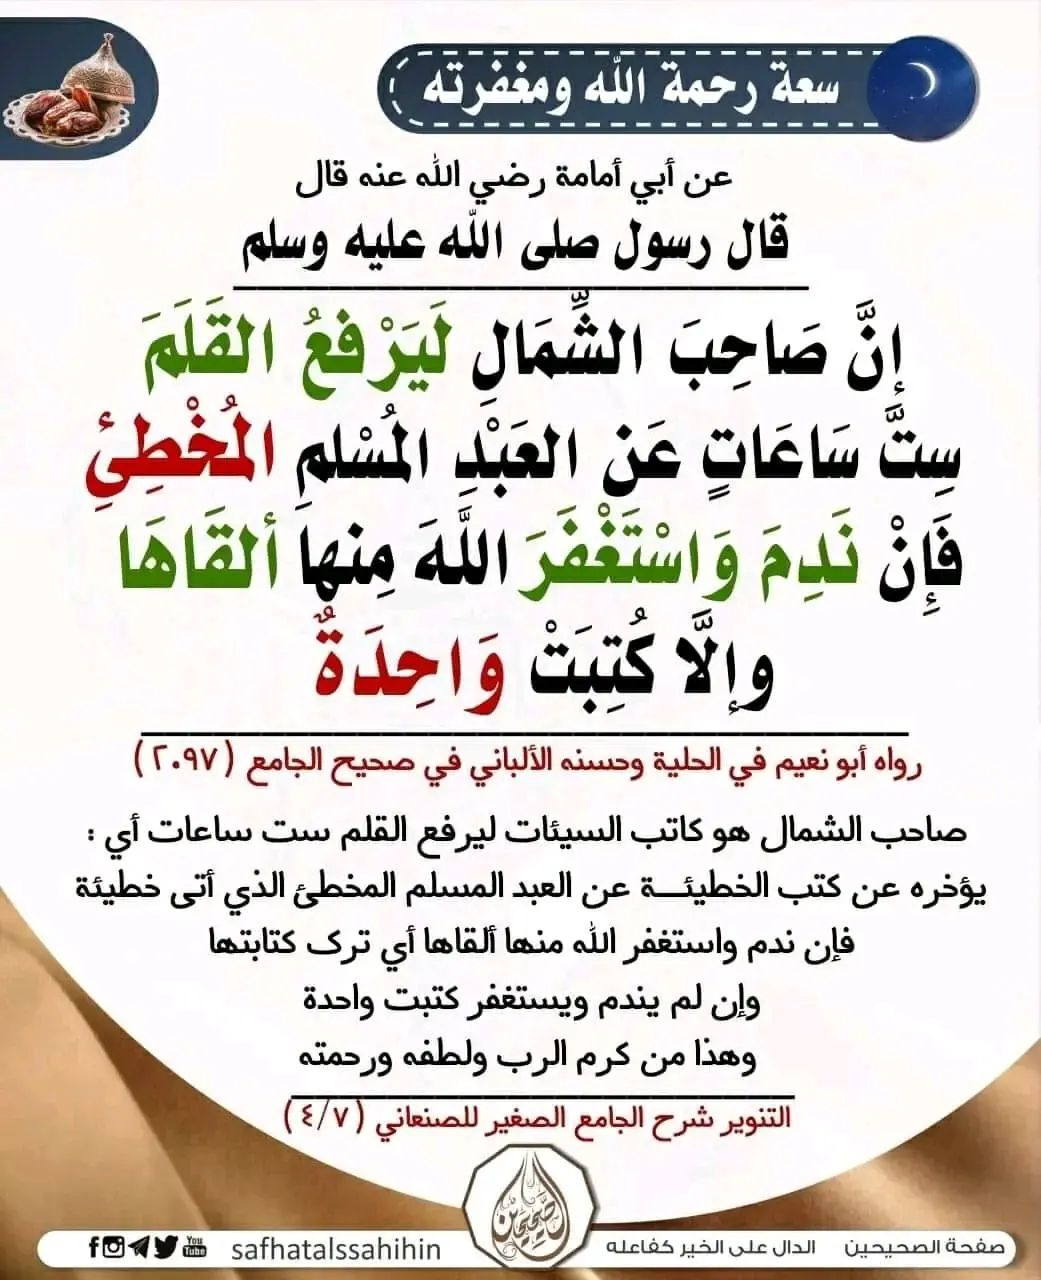 سعة رحمة الله ومغفرته
عن أبي أمامة رضي الله عنه قال
قال رسول صلى الله عليه وسلم
إنَّ صَاحِبَ الشِّمَالِ لَيَرْفعُ القَلَمَ
سِتَّ سَاعَاتٍ عَن العَبْدِ المُسْلمِ المُخْطِئِ
فَإِنْ نَدِمَ وَاسْتَغْفَرَ اللَّهَ مِنها ألقَاهَا
وإلَّا كُتِبَتْ وَاحِدَةٌ
رواه أبو نعيم في الحلية وحسنه الألباني في صحيح الجامع (٢٠٩٧)
صاحب الشمال هو كاتب السيئات ليرفع القلم ست ساعات أي :
يؤخره عن كتب الخطيئـــة عن العبد المسلم المخطئ الذي أتى خطيئة
فإن ندم واستغفر الله منها ألقاها أي ترك كتابتها
وإن لم يندم ويستغفر كتبت واحدة
وهذا من كرم الرب ولطفه ورحمته
التنوير شرح الجامع الصغير للصنعاني (٤/٧)
الصحيحين
صفحة الصحيحين الدال على الخير كفاعله safhatalssahihin You Tube